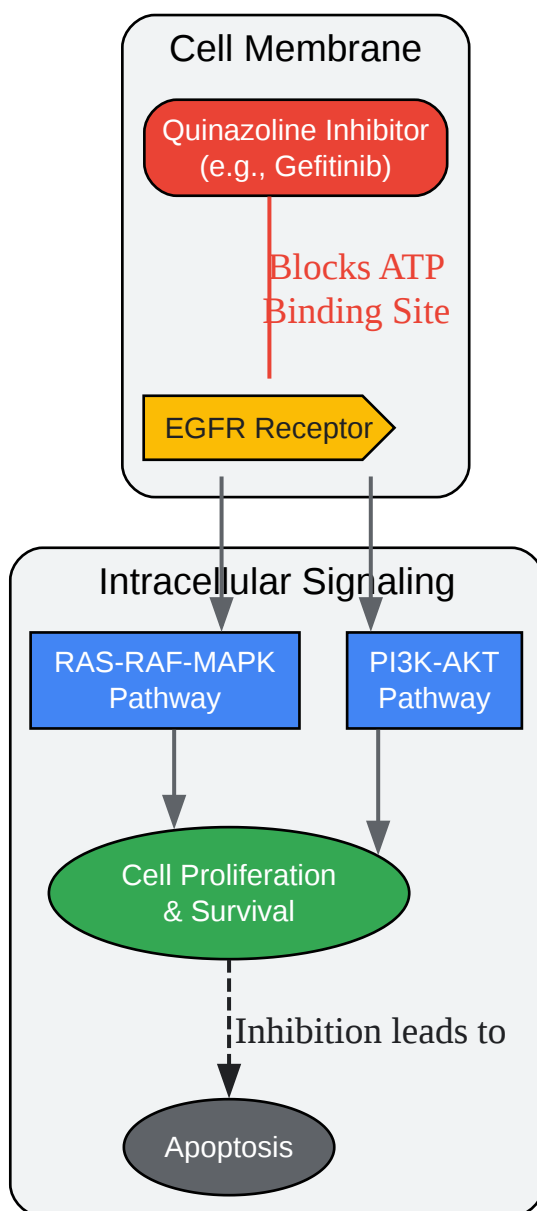 Cell Membrane
Quinazoline Inhibitor
(e.g., Gefitinib)
Blocks ATP
Binding Site
EGFR Receptor
Intracellular Signaling
RAS-RAF-MAPK
Pathway
PI3K-AKT
Pathway
Cell Proliferation
& Survival
Inhibition leads to
Apoptosis